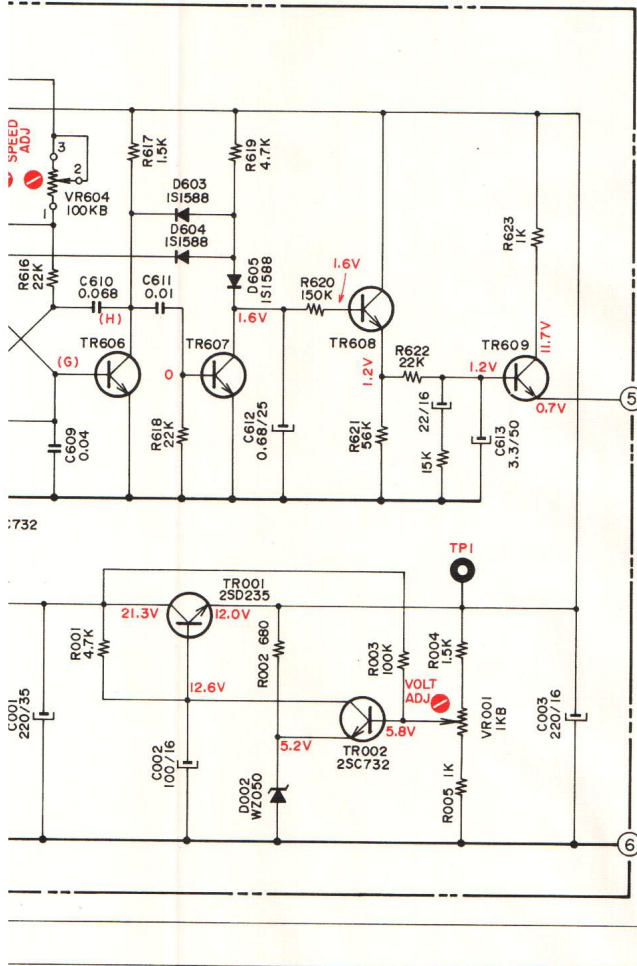 SPEED
ADJ
3
2
1
VR604
100KB
R616
22K
R617
1.5K
R619
4.7K
D603
1S1588
D604
1S1588
D605
1S1588
C610
0.068
C611
0.01
(H)
(G)
TR606
0
TR607
1.6V
R620
150K
1.6V
TR608
R623
1K
11.7V
TR609
R622
22K
1.2V
1.2V
0.7V
5
C609
0.04
R618
22K
C612
0.68/25
R621
56K
22/16
15K
C613
3.3/50
C732
TP1
TR001
2SD235
21.3V
12.0V
R001
4.7K
R002 680
R003
100K
R004
1.5K
12.6V
VOLT
ADJ
VR001
1KB
C001
220/35
C002
100/16
5.2V
5.8V
TR002
2SC732
C003
220/16
D002
WZ050
R005 1K
6